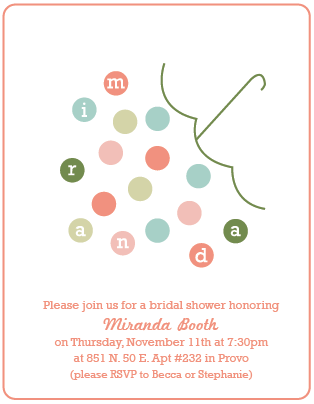 miranda
Please join us for a bridal shower honoring
Miranda Booth
on Thursday, November 11th at 7:30pm
at 851 N. 50 E. Apt #232 in Provo
(please RSVP to Becca or Stephanie)